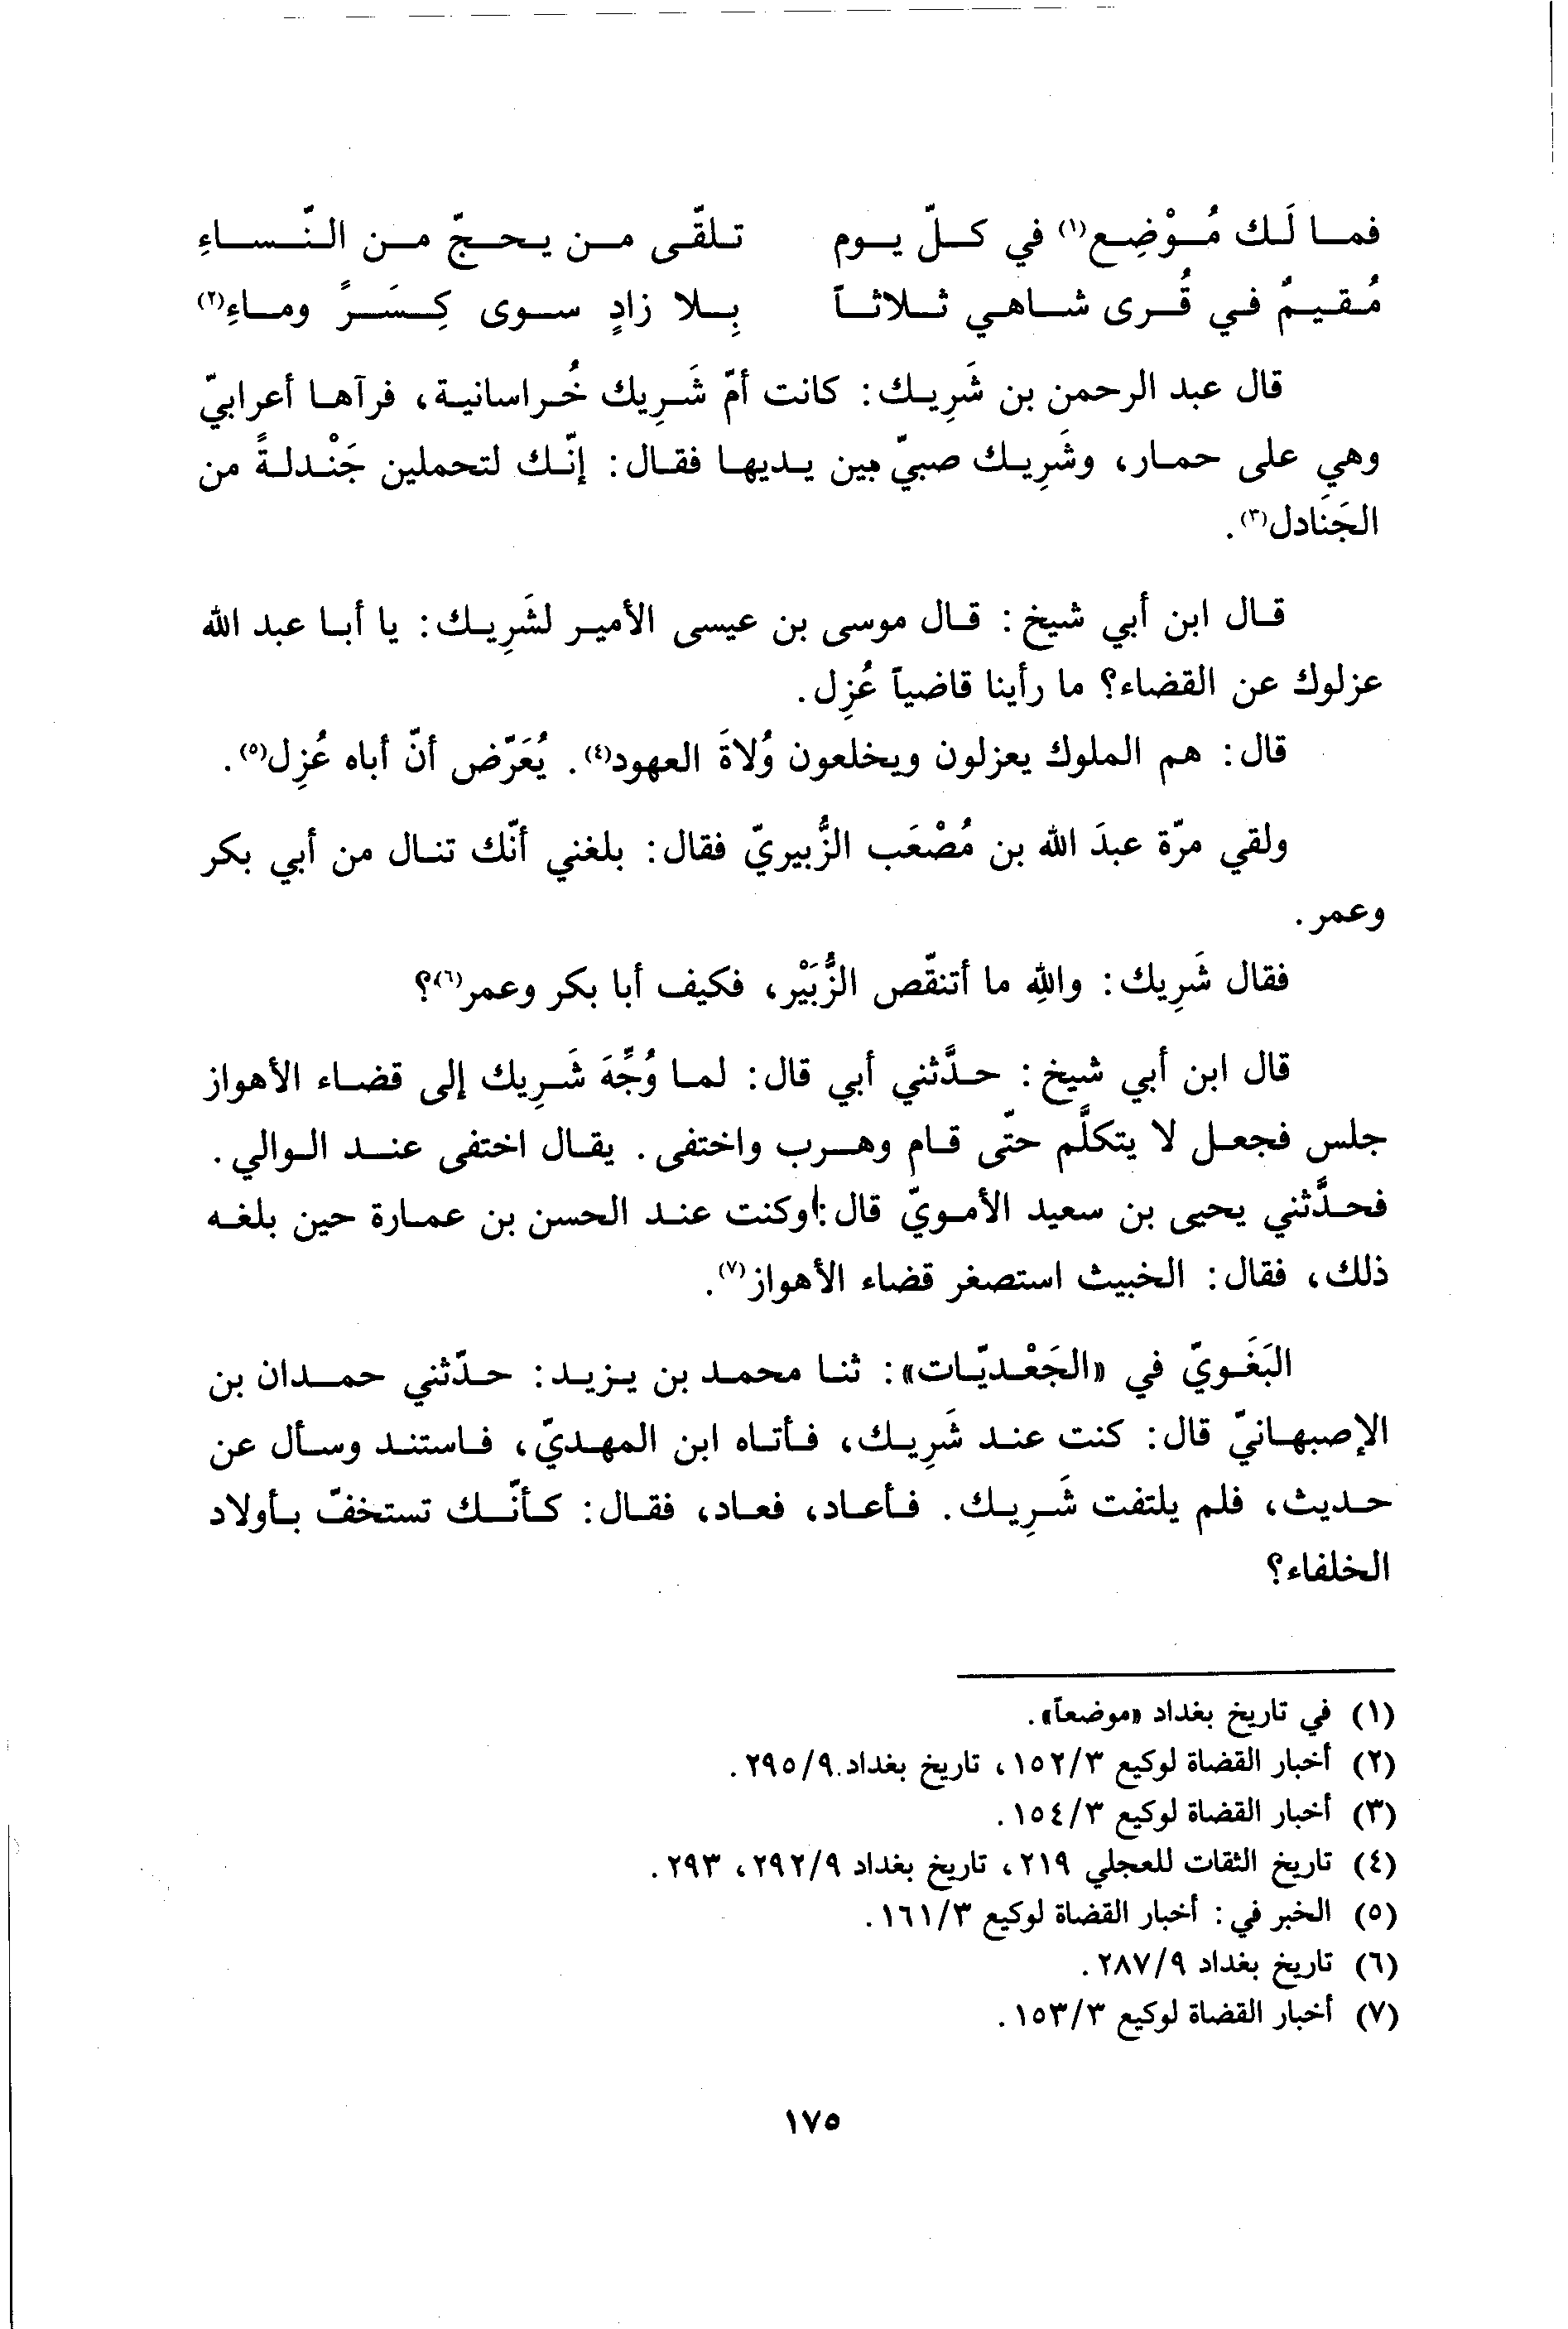 فما لَك مُوْضِع(١) في كلّ يوم تلقّى من يحجّ من النّساءِ
مُقيمٌ في قُرى شاهي ثلاثاً بِلا زادٍ سوى كِسَرً وماءِ(٢)
قال عبد الرحمن بن شَرِيك: كانت أمّ شَرِيك خُراسانية، فرآها أعرابيّ
وهي على حمار، وشَرِيك صبيّ بين يديها فقال: إنّك لتحملين جَنْدلةً من
الجَنَادل(٣).
قال ابن أبي شيخ: قال موسى بن عيسى الأمير لشَرِيك: يا أبا عبد الله
عزلوك عن القضاء؟ ما رأينا قاضياً عُزِل.
قال: هم الملوك يعزلون ويخلعون وُلاةَ العهود(٤). يُعَرّض أنّ أباه عُزِل(٥).
ولقي مرّة عبدَ الله بن مُصْعَب الزُّبيريّ فقال: بلغني أنّك تنال من أبي بكر
وعمر.
فقال شَرِيك: واللهِ ما أتنقّص الزُّبَيْر، فكيف أبا بكر وعمر(٦)؟
قال ابن أبي شيخ: حدَّثني أبي قال: لما وُجِّهَ شَرِيك إلى قضاء الأهواز
جلس فجعل لا يتكلَّم حتّى قام وهرب واختفى. يقال اختفى عند الوالي.
فحدَّثني يحيى بن سعيد الأمويّ قال: وكنت عند الحسن بن عمارة حين بلغه
ذلك، فقال: الخبيث استصغر قضاء الأهواز(٧).
البَغَويّ في «الجَعْديّات»: ثنا محمد بن يزيد: حدّثني حمدان بن
الإصبهانيّ قال: كنت عند شَرِيك، فأتاه ابن المهديّ، فاستند وسأل عن
حديث، فلم يلتفت شَرِيك. فأعاد، فعاد، فقال: كأنّك تستخفّ بأولاد
الخلفاء؟
(١) في تاريخ بغداد «موضعاً».
(٢) أخبار القضاة لوكيع ١٥٢/٣، تاريخ بغداد ٢٩٥/٩.
(٣) أخبار القضاة لوكيع ١٥٤/٣.
(٤) تاريخ الثقات للعجلي ٢١٩، تاريخ بغداد ٢٩٢/٩، ٢٩٣.
(٥) الخبر في: أخبار القضاة لوكيع ١٦١/٣.
(٦) تاريخ بغداد ٢٨٧/٩.
(٧) أخبار القضاة لوكيع ١٥٣/٣.
١٧٥